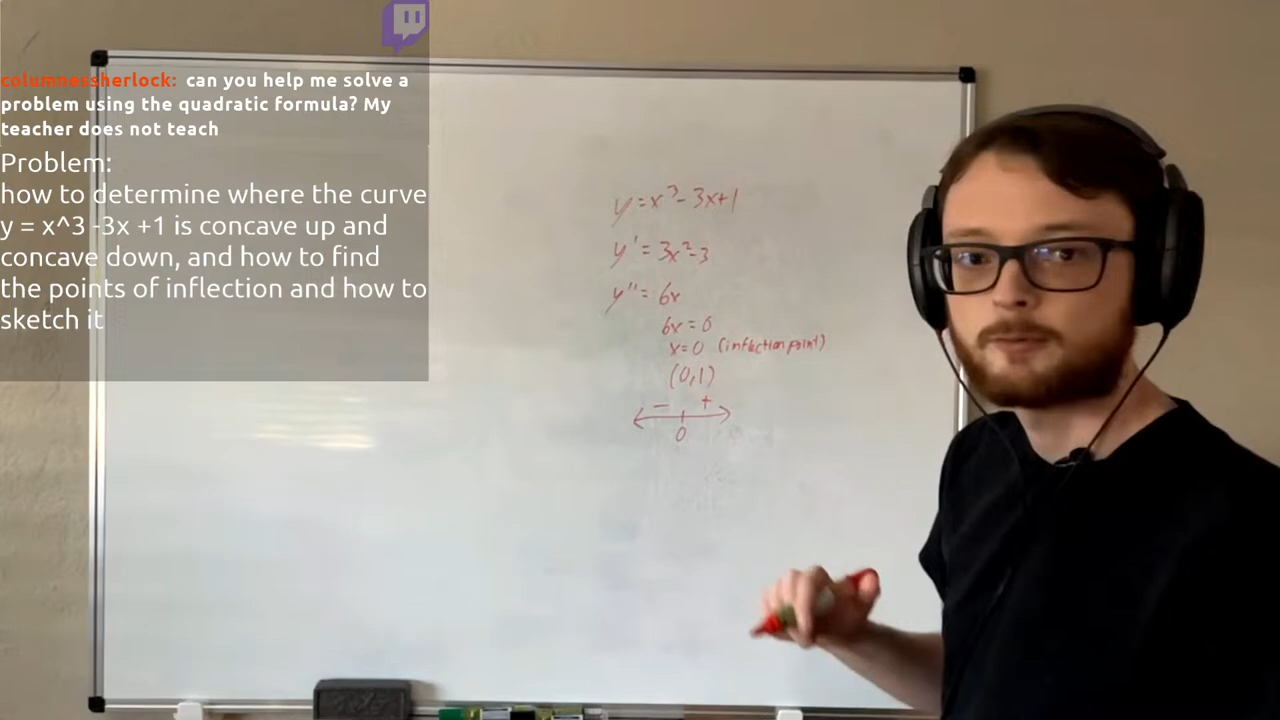 columnessherlock: can you help me solve a
problem using the quadratic formula? My
teacher does not teach
Problem:
how to determine where the curve
y = x^3 -3x +1 is concave up and
concave down, and how to find
the points of inflection and how to
sketch it
y = x³ - 3x+1
y' = 3x² - 3
y'' = 6x
6x = 0
x = 0 (inflection point)
(0,1)
− +
0